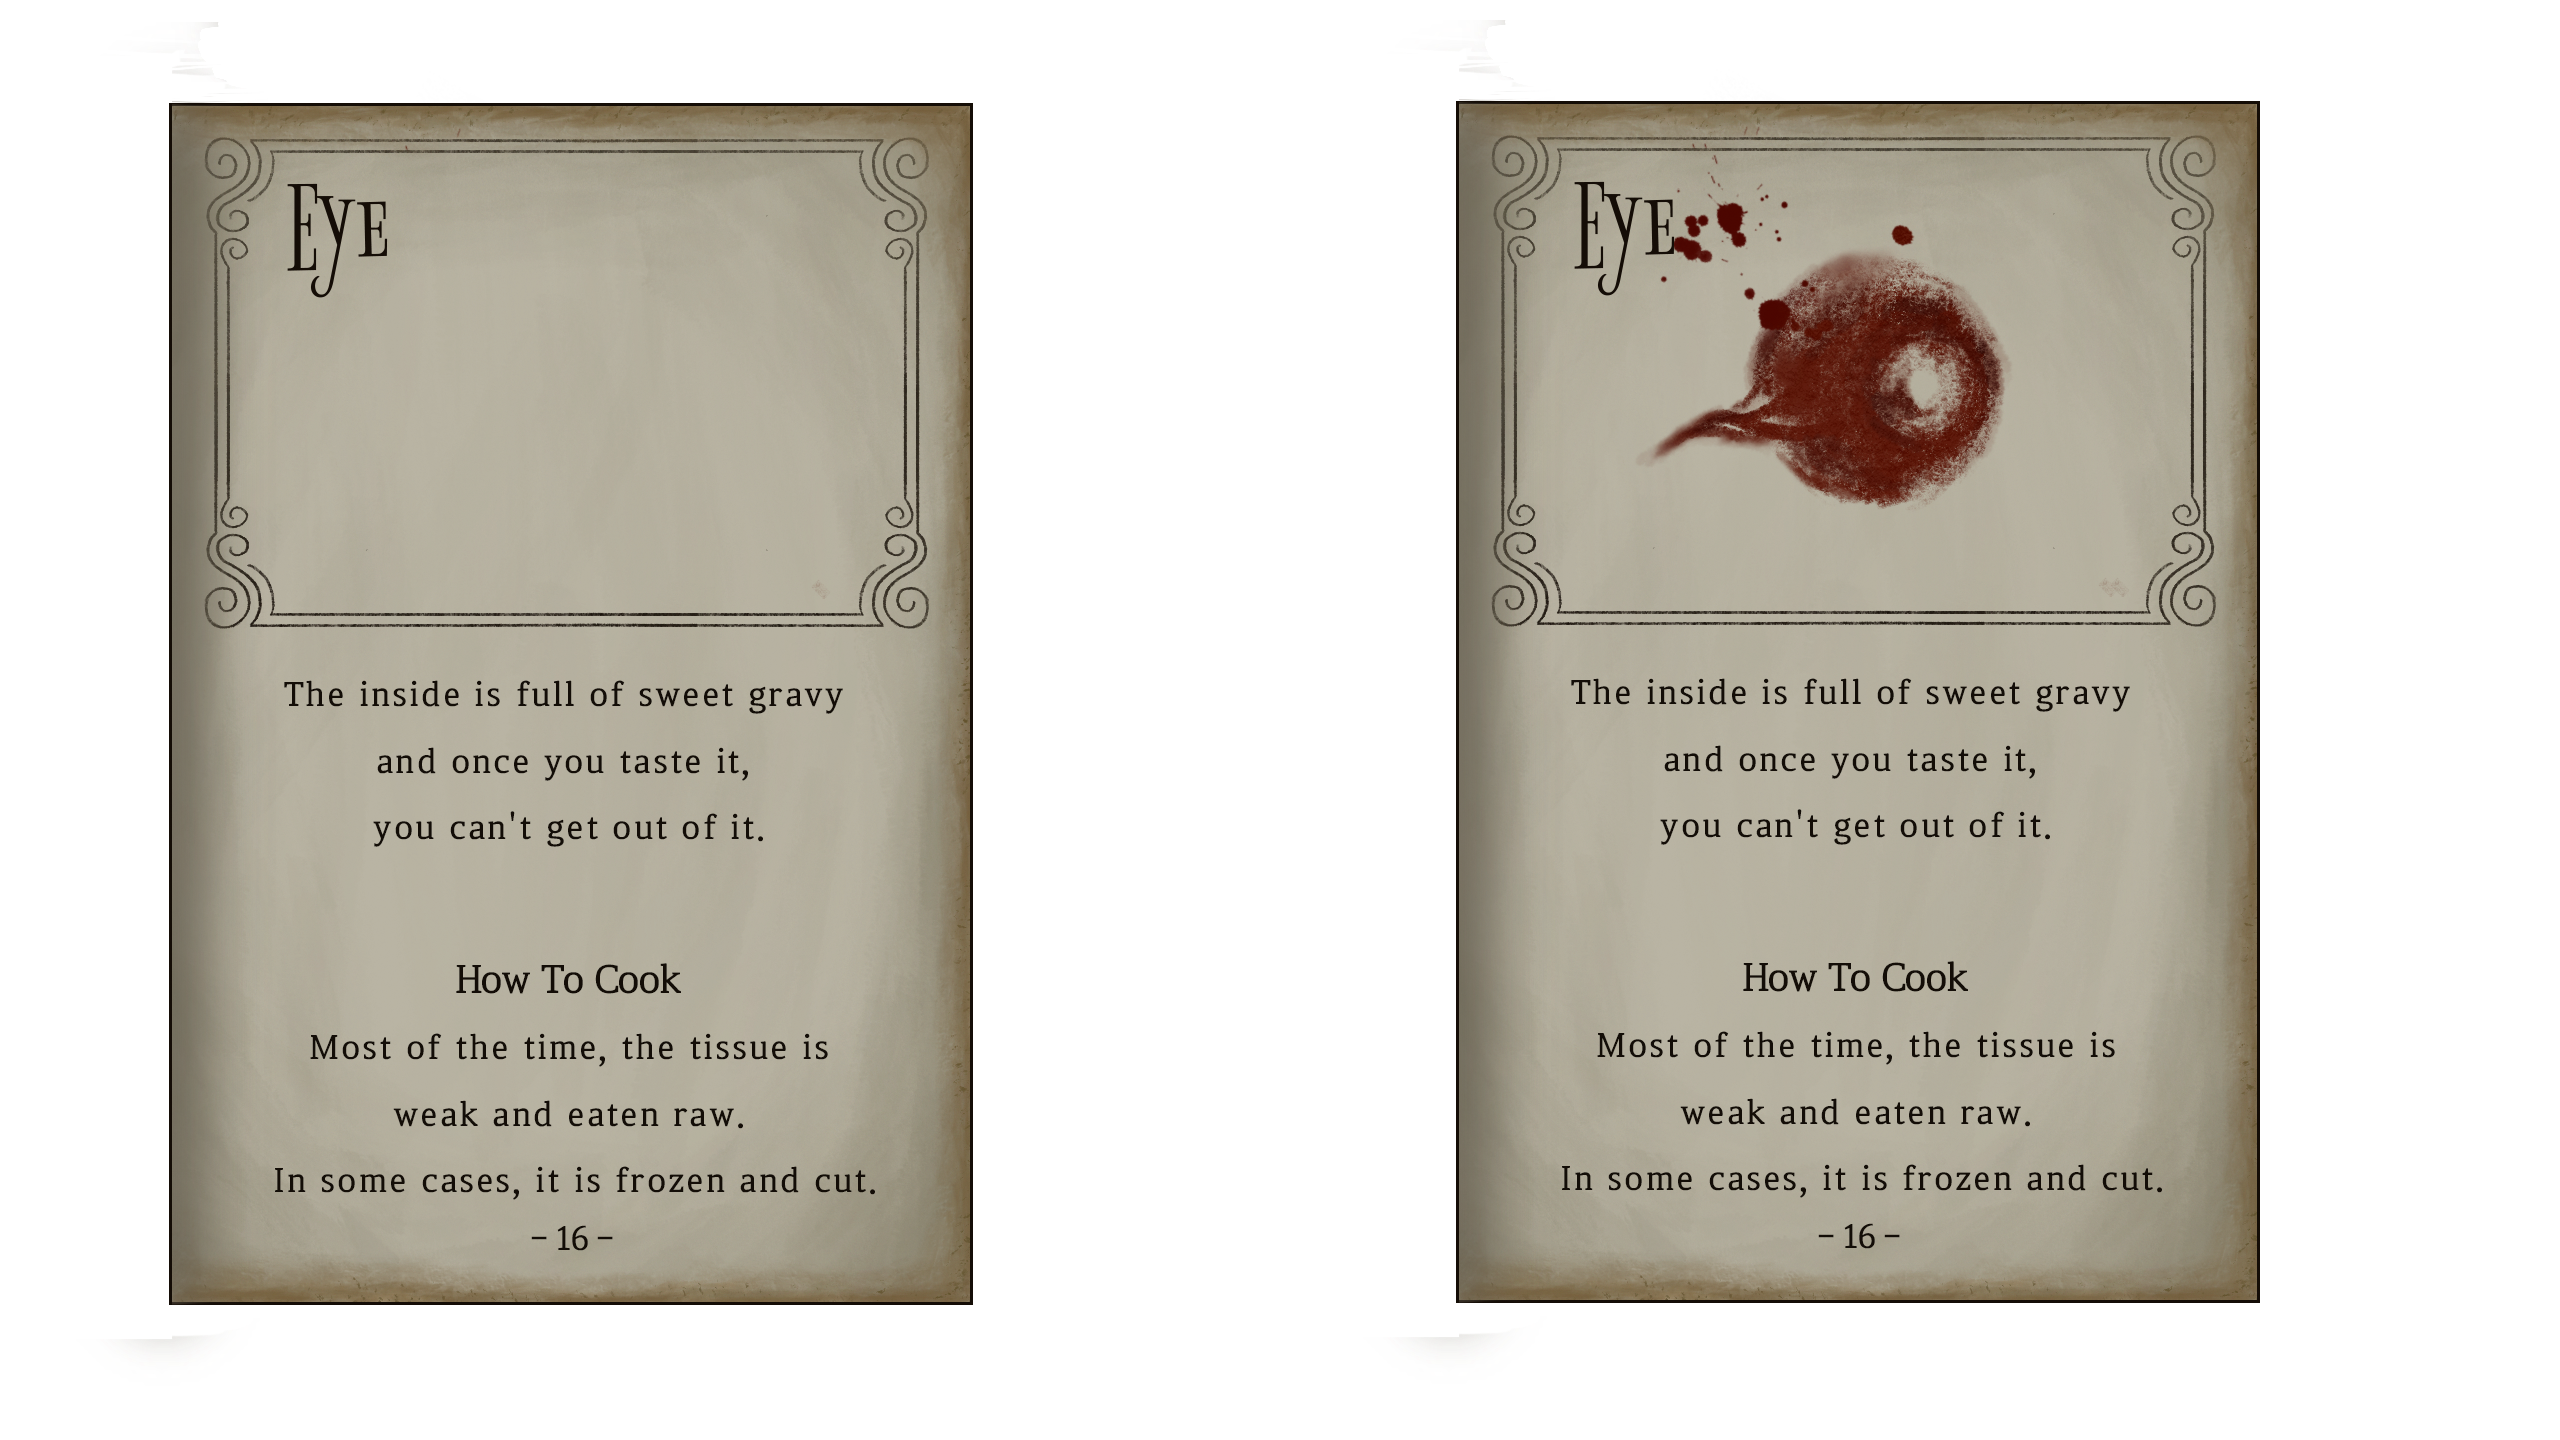 Eye
The inside is full of sweet gravy
and once you taste it,
you can't get out of it.
How To Cook
Most of the time, the tissue is
weak and eaten raw.
In some cases, it is frozen and cut.
– 16 –
Eye
The inside is full of sweet gravy
and once you taste it,
you can't get out of it.
How To Cook
Most of the time, the tissue is
weak and eaten raw.
In some cases, it is frozen and cut.
– 16 –